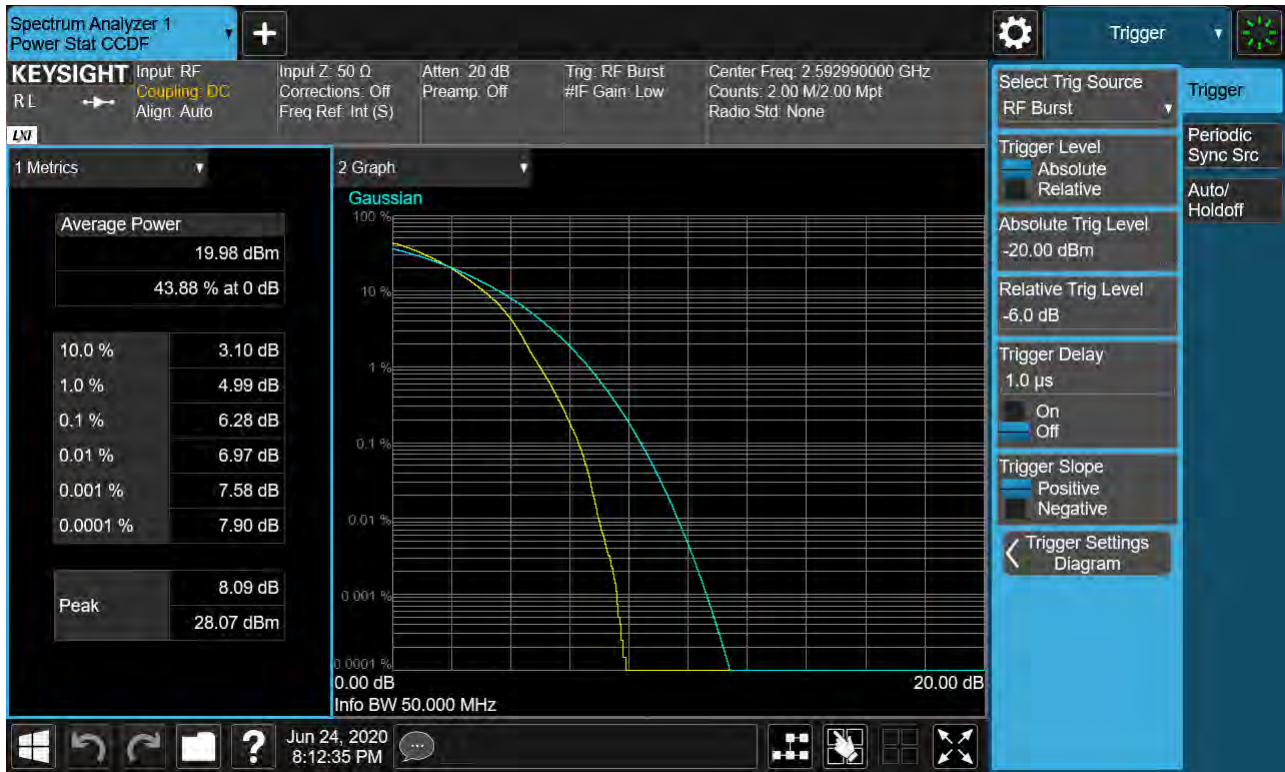 Spectrum Analyzer 1
Power Stat CCDF
+
Trigger
KEYSIGHT
RL
LXI
Input: RF
Coupling: DC
Align: Auto
Input Z: 50 Ω
Corrections: Off
Freq Ref: Int (S)
Atten: 20 dB
Preamp: Off
Trig: RF Burst
#IF Gain: Low
Center Freq: 2.592990000 GHz
Counts: 2.00 M/2.00 Mpt
Radio Std: None
1 Metrics
Average Power
19.98 dBm
43.88 % at 0 dB
10.0 % 3.10 dB
1.0 % 4.99 dB
0.1 % 6.28 dB
0.01 % 6.97 dB
0.001 % 7.58 dB
0.0001 % 7.90 dB
Peak
8.09 dB
28.07 dBm
2 Graph
Gaussian
100 %
10 %
1 %
0.1 %
0.01 %
0.001 %
0.0001 %
0.00 dB 20.00 dB
Info BW 50.000 MHz
Select Trig Source
RF Burst
Trigger Level
Absolute
Relative
Absolute Trig Level
-20.00 dBm
Relative Trig Level
-6.0 dB
Trigger Delay
1.0 µs
On
Off
Trigger Slope
Positive
Negative
Trigger Settings
Diagram
Trigger
Periodic
Sync Src
Auto/
Holdoff
?
Jun 24, 2020
8:12:35 PM